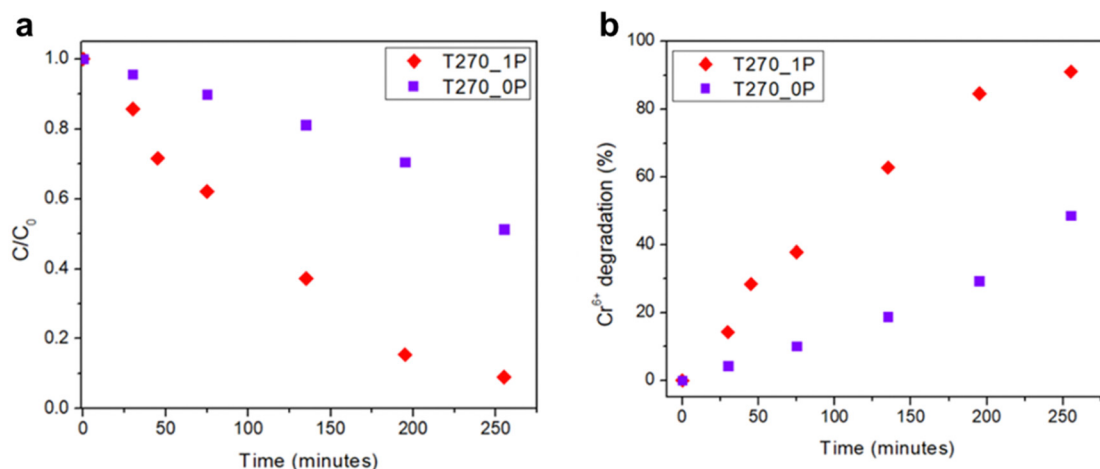 a
1.0
0.8
0.6
0.4
0.2
0.0
C/C₀
0 50 100 150 200 250
Time (minutes)
T270_1P
T270_0P
b
100
80
60
40
20
0
Cr⁶⁺ degradation (%)
0 50 100 150 200 250
Time (minutes)
T270_1P
T270_0P